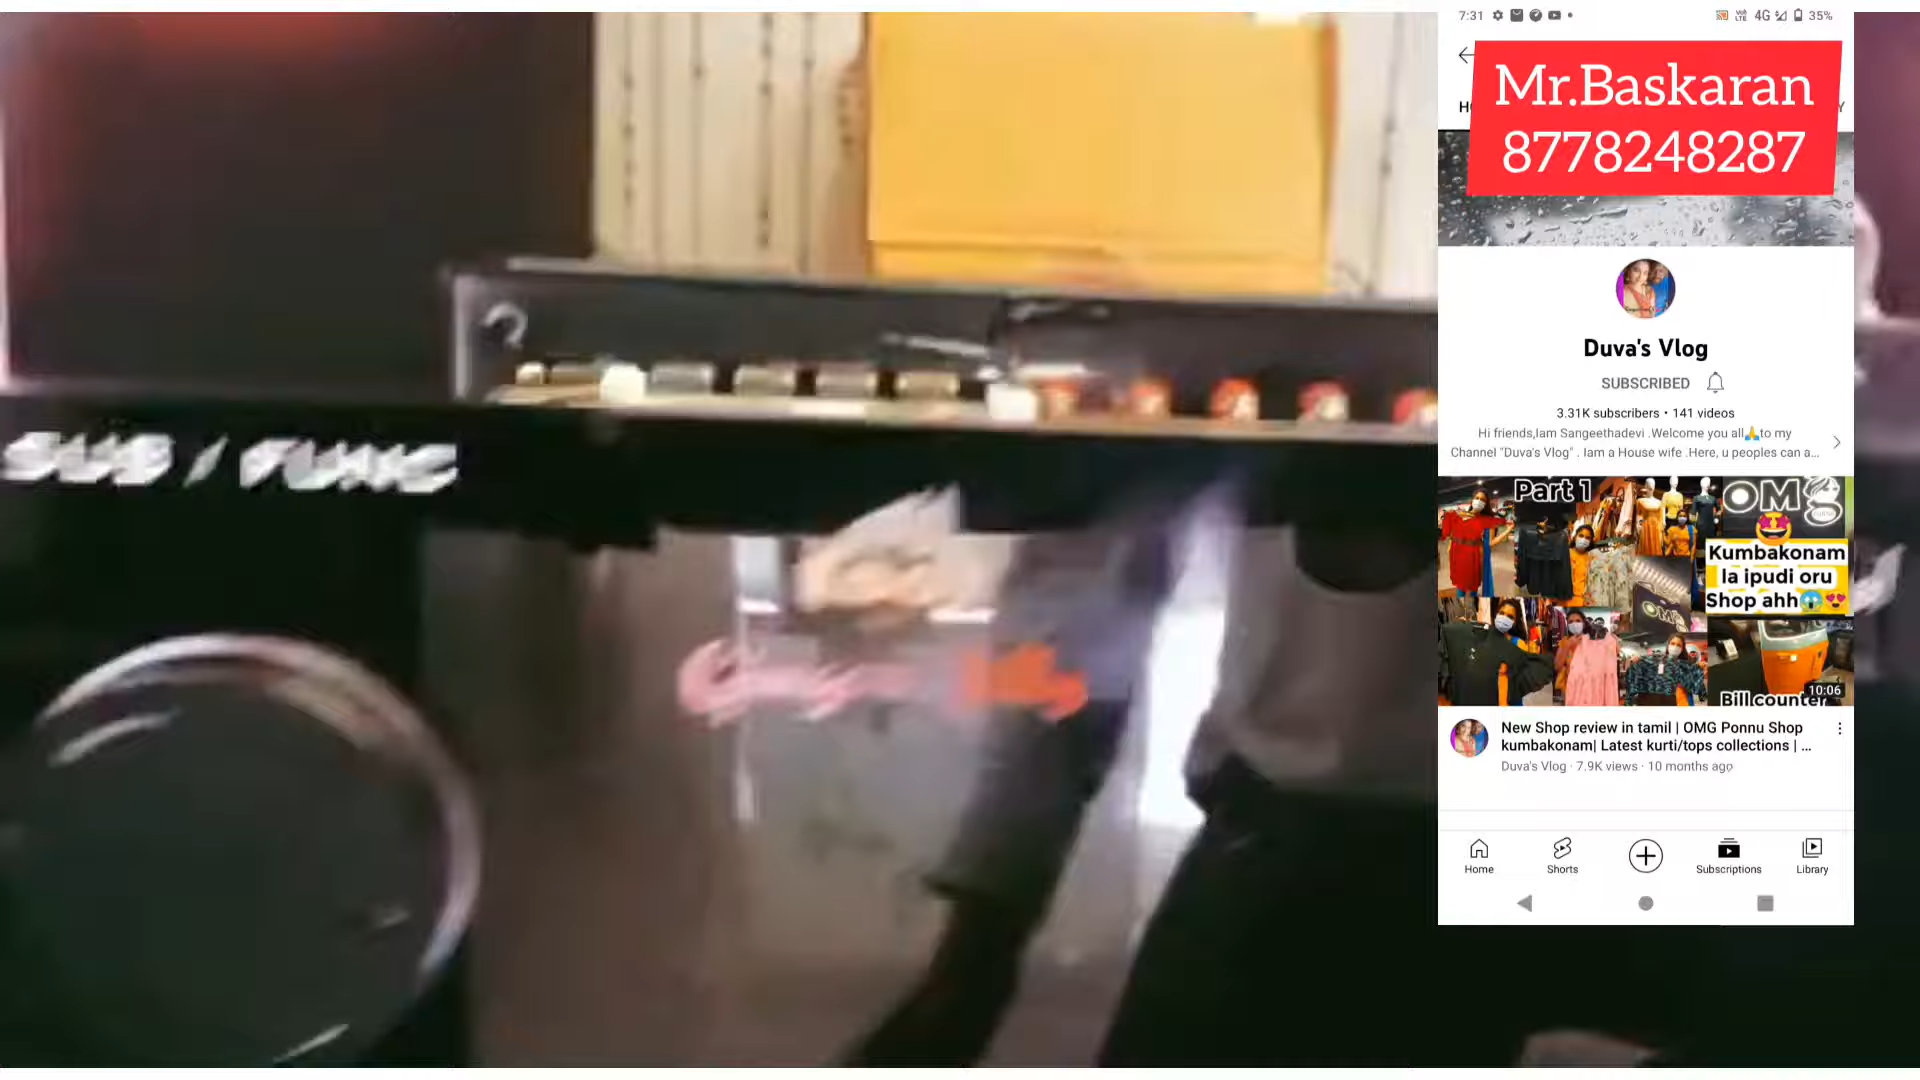 SUB / FUNC
7:31
4G
35%
Mr.Baskaran
8778248287
Duva's Vlog
SUBSCRIBED
3.31K subscribers • 141 videos
Hi friends,Iam Sangeethadevi .Welcome you all🙏to my
Channel "Duva's Vlog" . Iam a House wife .Here, u peoples can a...
Part 1
OMG
Kumbakonam
la ipudi oru
Shop ahh😱😍
OMG
Bill counter
10:06
New Shop review in tamil | OMG Ponnu Shop
kumbakonam| Latest kurti/tops collections | ...
Duva's Vlog · 7.9K views · 10 months ago
Home
Shorts
Subscriptions
Library